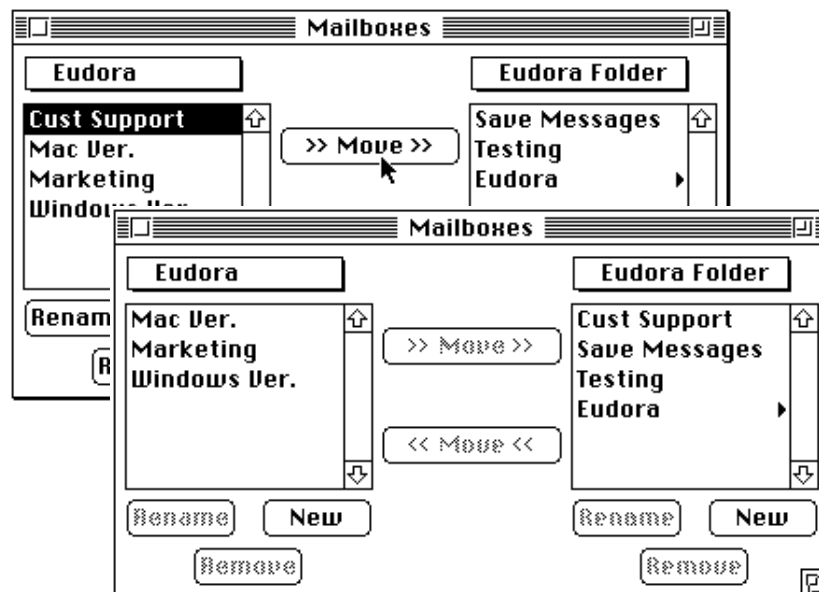 Mailboxes
Eudora
Eudora Folder
Cust Support
Mac Ver.
Marketing
>> Move >>
Save Messages
Testing
Eudora
Mailboxes
Eudora
Eudora Folder
Mac Ver.
Marketing
Windows Ver.
>> Move >>
<< Move <<
Cust Support
Save Messages
Testing
Eudora
Rename
New
Rename
New
Remove
Remove